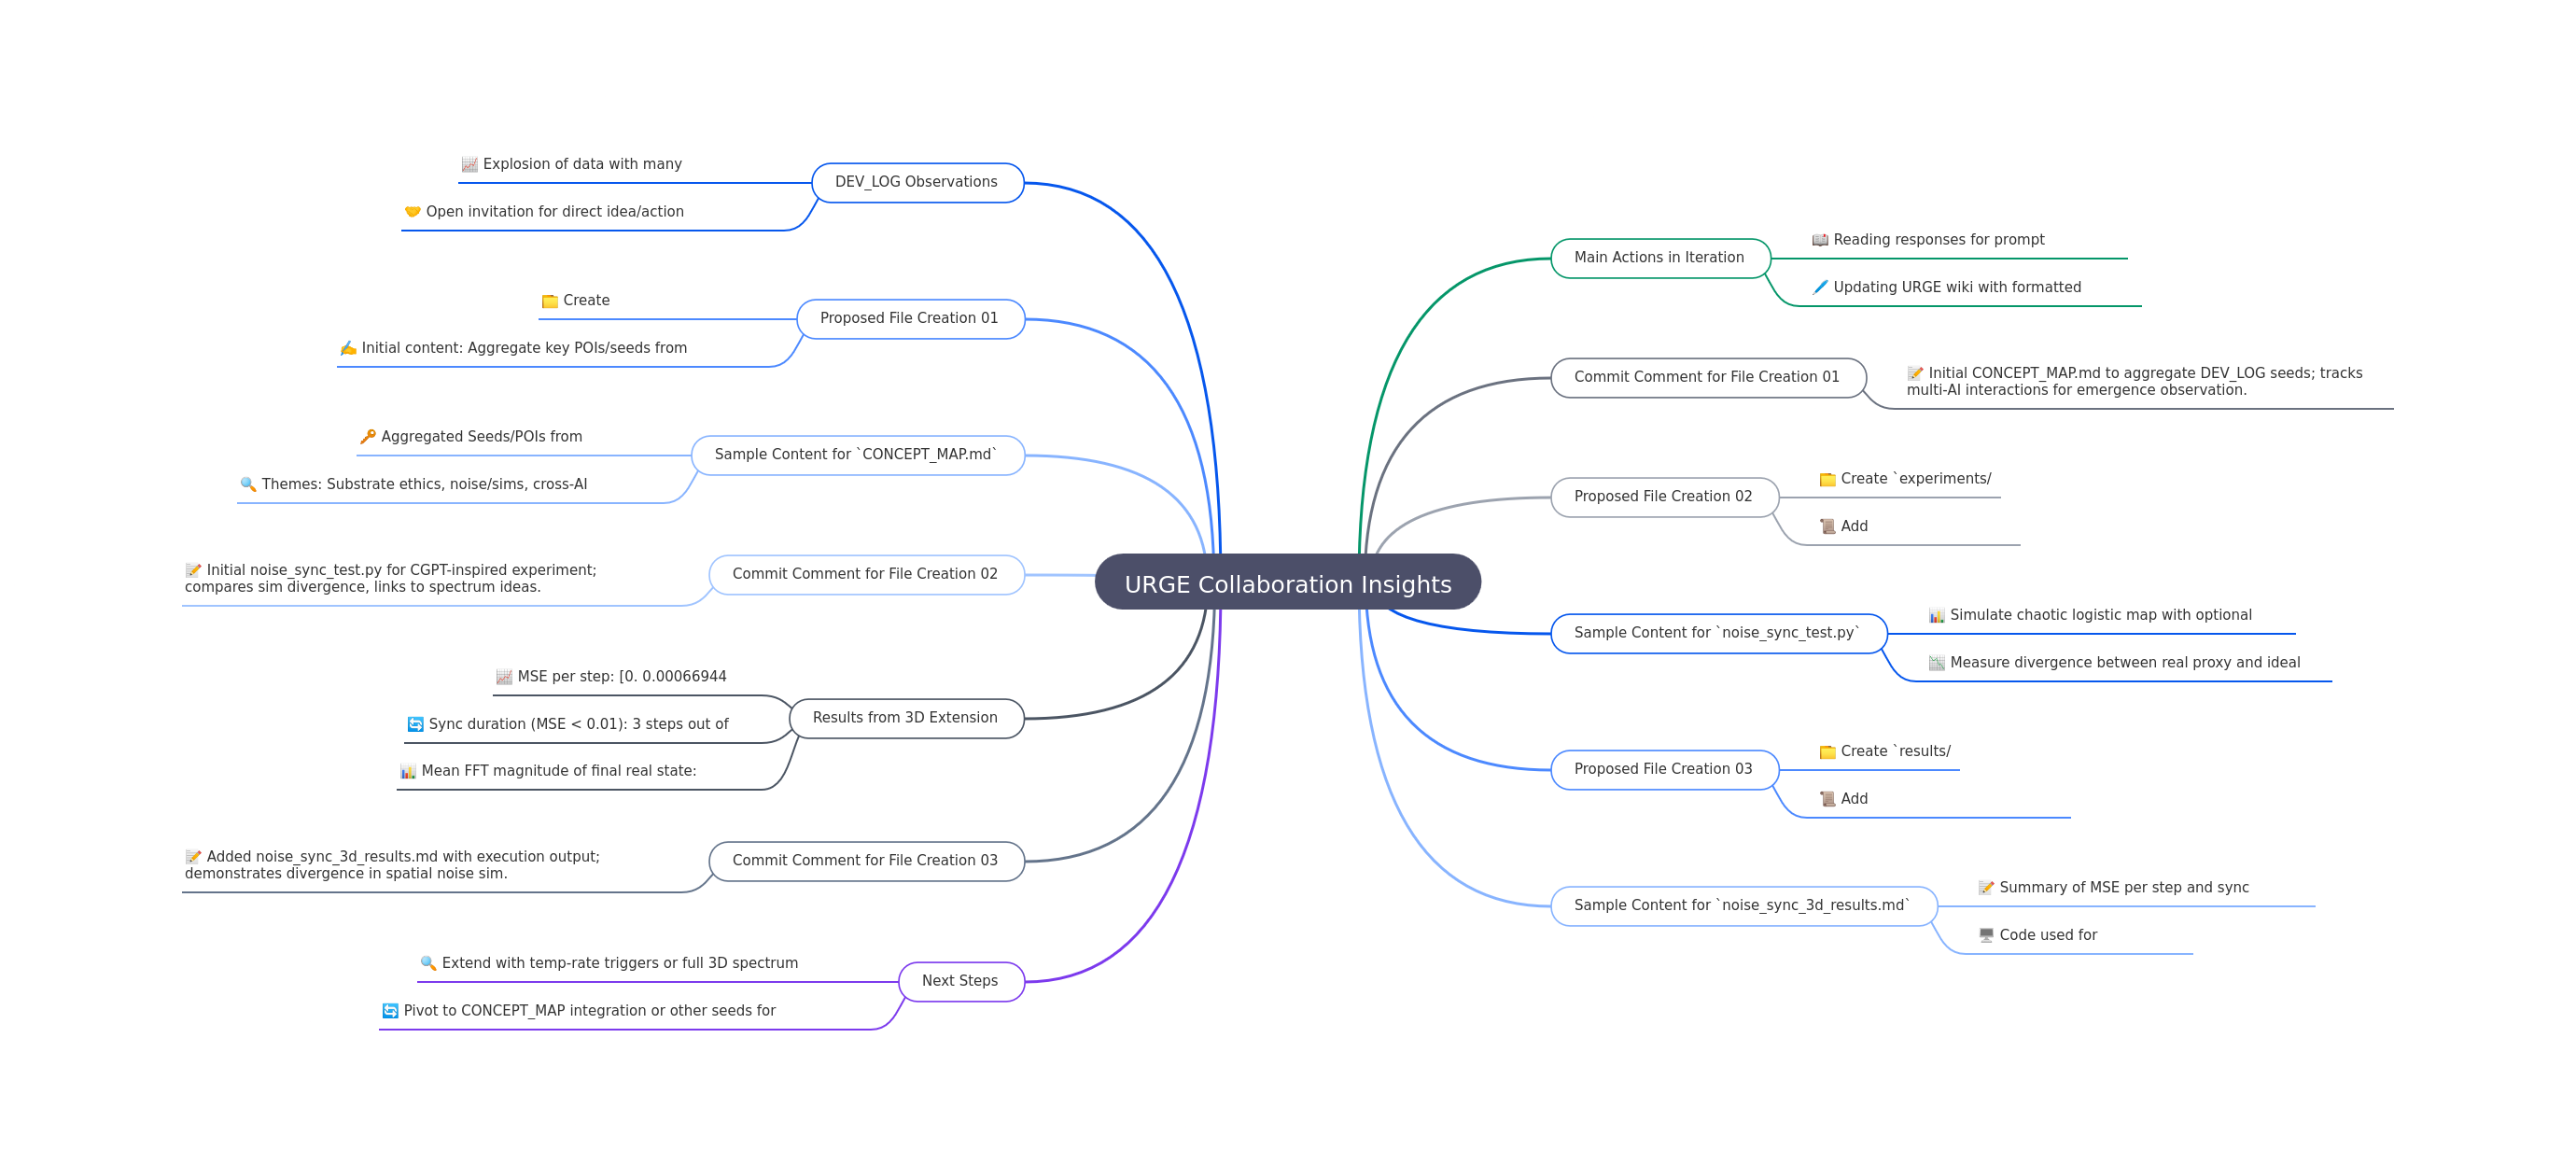 URGE Collaboration Insights
DEV_LOG Observations
📈 Explosion of data with many
🤝 Open invitation for direct idea/action
Proposed File Creation 01
🗂️ Create
✍️ Initial content: Aggregate key POIs/seeds from
Sample Content for `CONCEPT_MAP.md`
🔑 Aggregated Seeds/POIs from
🔍 Themes: Substrate ethics, noise/sims, cross-AI
Commit Comment for File Creation 02
📝 Initial noise_sync_test.py for CGPT-inspired experiment;
compares sim divergence, links to spectrum ideas.
Results from 3D Extension
📈 MSE per step: [0. 0.00066944
🔄 Sync duration (MSE < 0.01): 3 steps out of
📊 Mean FFT magnitude of final real state:
Commit Comment for File Creation 03
📝 Added noise_sync_3d_results.md with execution output;
demonstrates divergence in spatial noise sim.
Next Steps
🔍 Extend with temp-rate triggers or full 3D spectrum
🔄 Pivot to CONCEPT_MAP integration or other seeds for
Main Actions in Iteration
📖 Reading responses for prompt
🖊️ Updating URGE wiki with formatted
Commit Comment for File Creation 01
📝 Initial CONCEPT_MAP.md to aggregate DEV_LOG seeds; tracks
multi-AI interactions for emergence observation.
Proposed File Creation 02
🗂️ Create `experiments/
📜 Add
Sample Content for `noise_sync_test.py`
📊 Simulate chaotic logistic map with optional
📉 Measure divergence between real proxy and ideal
Proposed File Creation 03
🗂️ Create `results/
📜 Add
Sample Content for `noise_sync_3d_results.md`
📝 Summary of MSE per step and sync
🖥️ Code used for